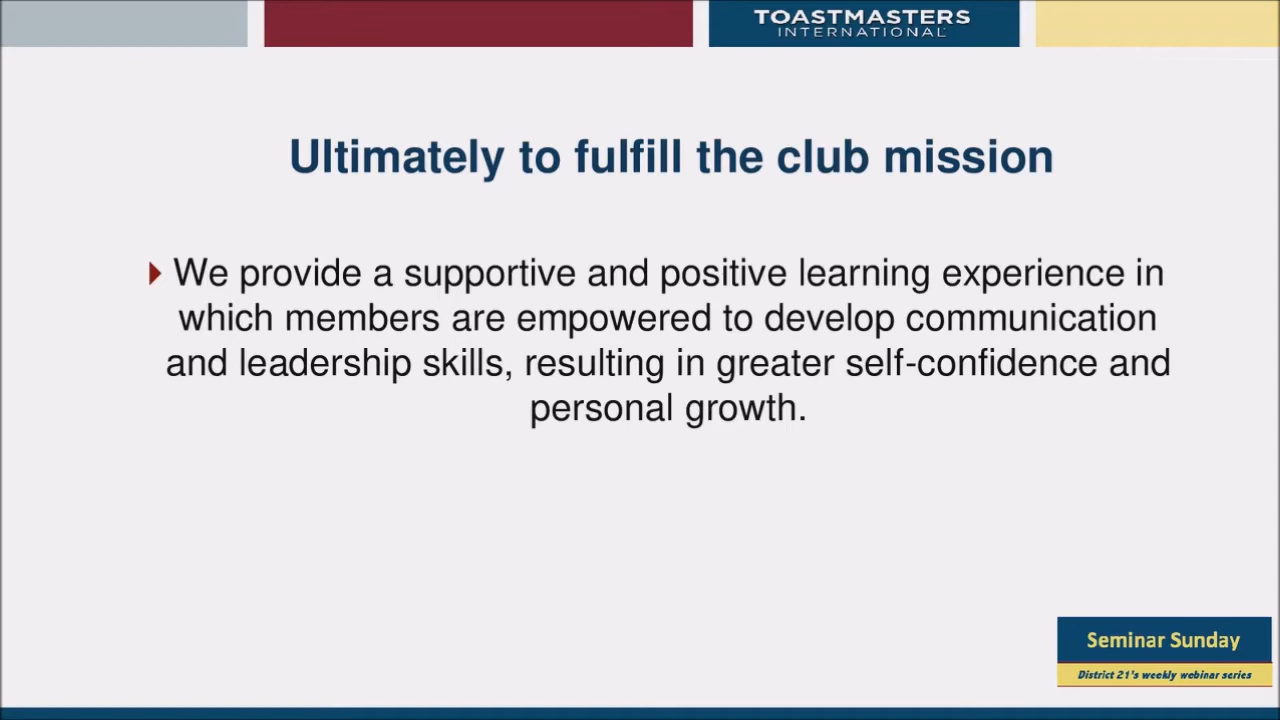 TOASTMASTERS
INTERNATIONAL
Ultimately to fulfill the club mission
We provide a supportive and positive learning experience in
which members are empowered to develop communication
and leadership skills, resulting in greater self-confidence and
personal growth.
Seminar Sunday
District 21's weekly webinar series